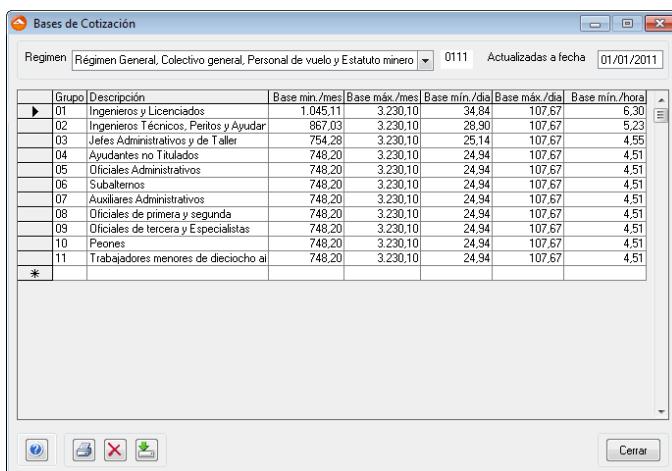 Bases de Cotización
Regimen Régimen General, Colectivo general, Personal de vuelo y Estatuto minero 0111 Actualizadas a fecha 01/01/2011
Grupo Descripción Base min./mes Base máx./mes Base mín./dia Base máx./dia Base mín./hora
01 Ingenieros y Licenciados 1.045,11 3.230,10 34,84 107,67 6,30
02 Ingenieros Técnicos, Peritos y Ayudar 867,03 3.230,10 28,90 107,67 5,23
03 Jefes Administrativos y de Taller 754,28 3.230,10 25,14 107,67 4,55
04 Ayudantes no Titulados 748,20 3.230,10 24,94 107,67 4,51
05 Oficiales Administrativos 748,20 3.230,10 24,94 107,67 4,51
06 Subalternos 748,20 3.230,10 24,94 107,67 4,51
07 Auxiliares Administrativos 748,20 3.230,10 24,94 107,67 4,51
08 Oficiales de primera y segunda 748,20 3.230,10 24,94 107,67 4,51
09 Oficiales de tercera y Especialistas 748,20 3.230,10 24,94 107,67 4,51
10 Peones 748,20 3.230,10 24,94 107,67 4,51
11 Trabajadores menores de dieciocho 748,20 3.230,10 24,94 107,67 4,51
Cerrar